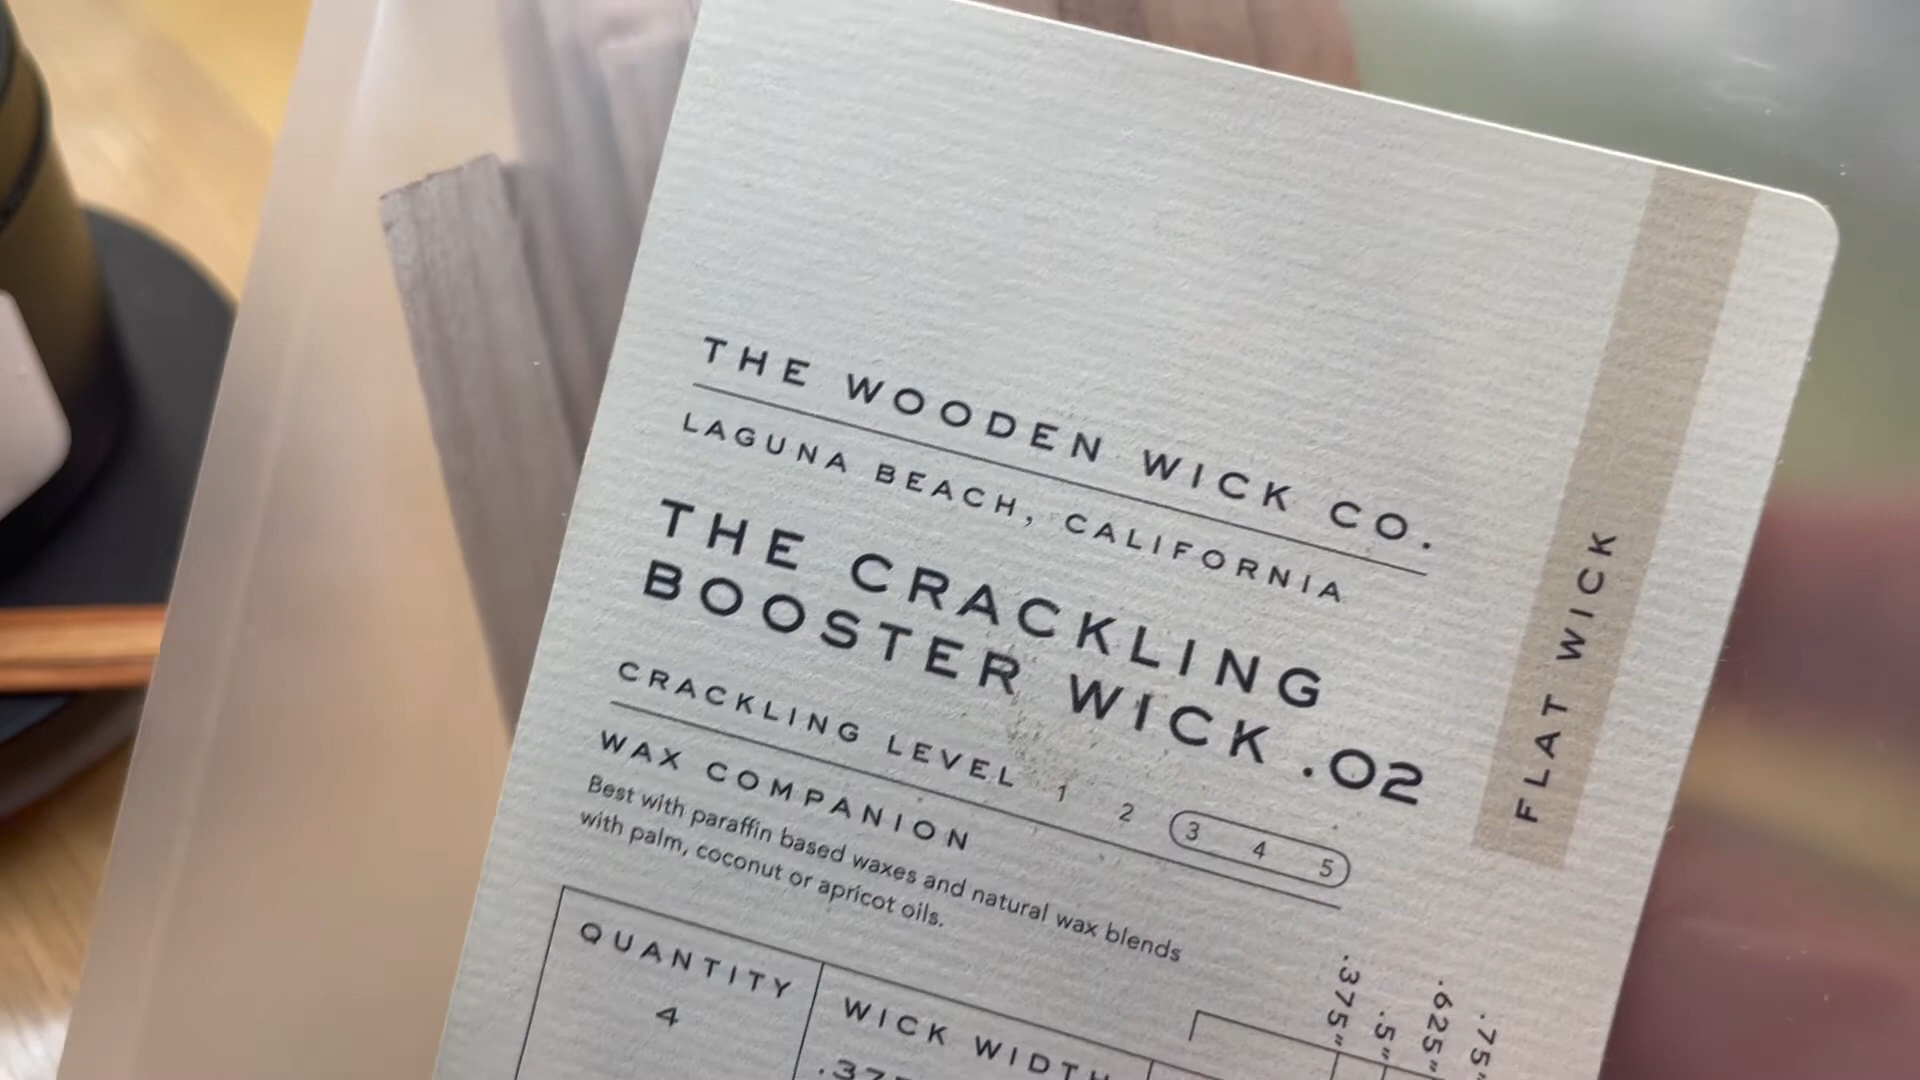 THE WOODEN WICK CO.
LAGUNA BEACH, CALIFORNIA
THE CRACKLING
BOOSTER WICK .02
CRACKLING LEVEL 1 2 3 4 5
WAX COMPANION
Best with paraffin based waxes and natural wax blends
with palm, coconut or apricot oils.
QUANTITY
4
WICK WIDTH
.375"
.5"
.625"
.75"
FLAT WICK